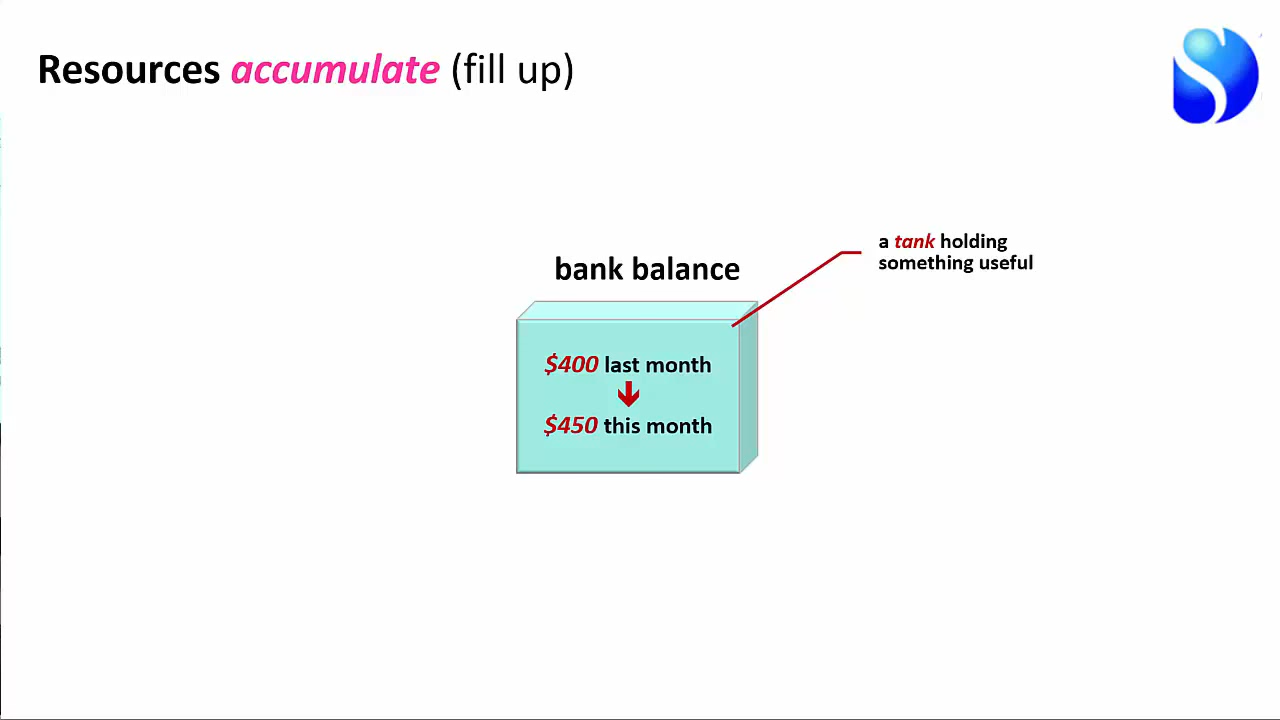 Resources accumulate (fill up)
a tank holding
something useful
bank balance
$400 last month
$450 this month